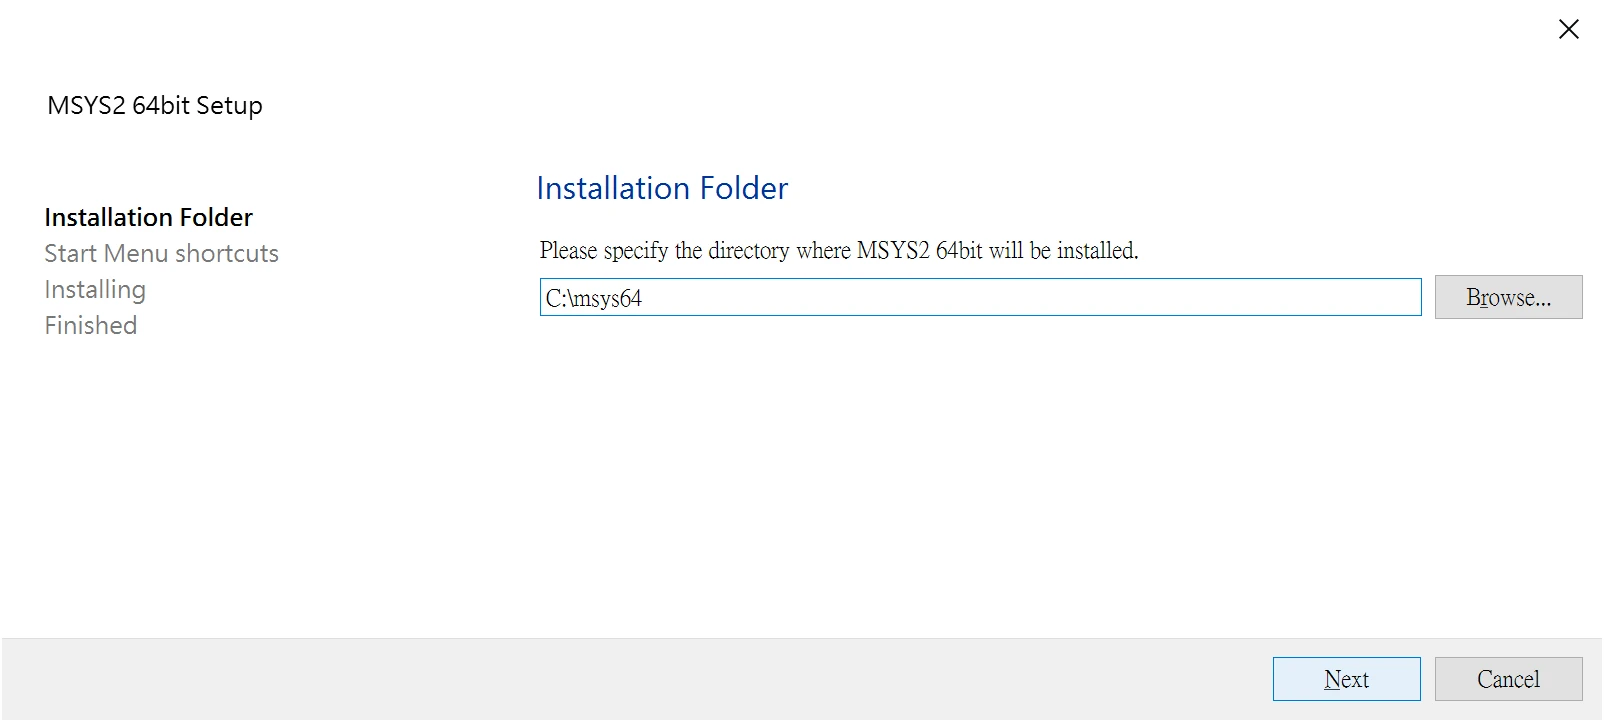 MSYS2 64bit Setup
Installation Folder
Start Menu shortcuts
Installing
Finished
Installation Folder
Please specify the directory where MSYS2 64bit will be installed.
C:\msys64
Browse...
Next
Cancel